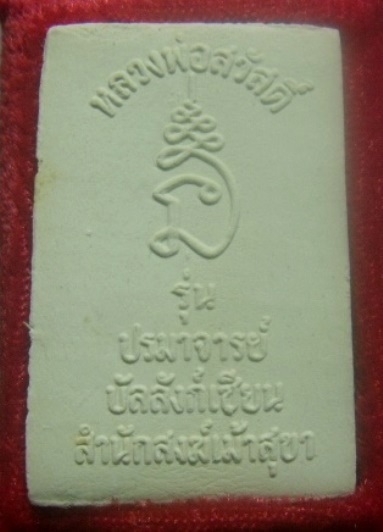 หลวงพ่อสวัสดิ์
รุ่น
ปรมาจารย์
บัลลังก์เซียน
สำนักสงฆ์เม้าสุขา